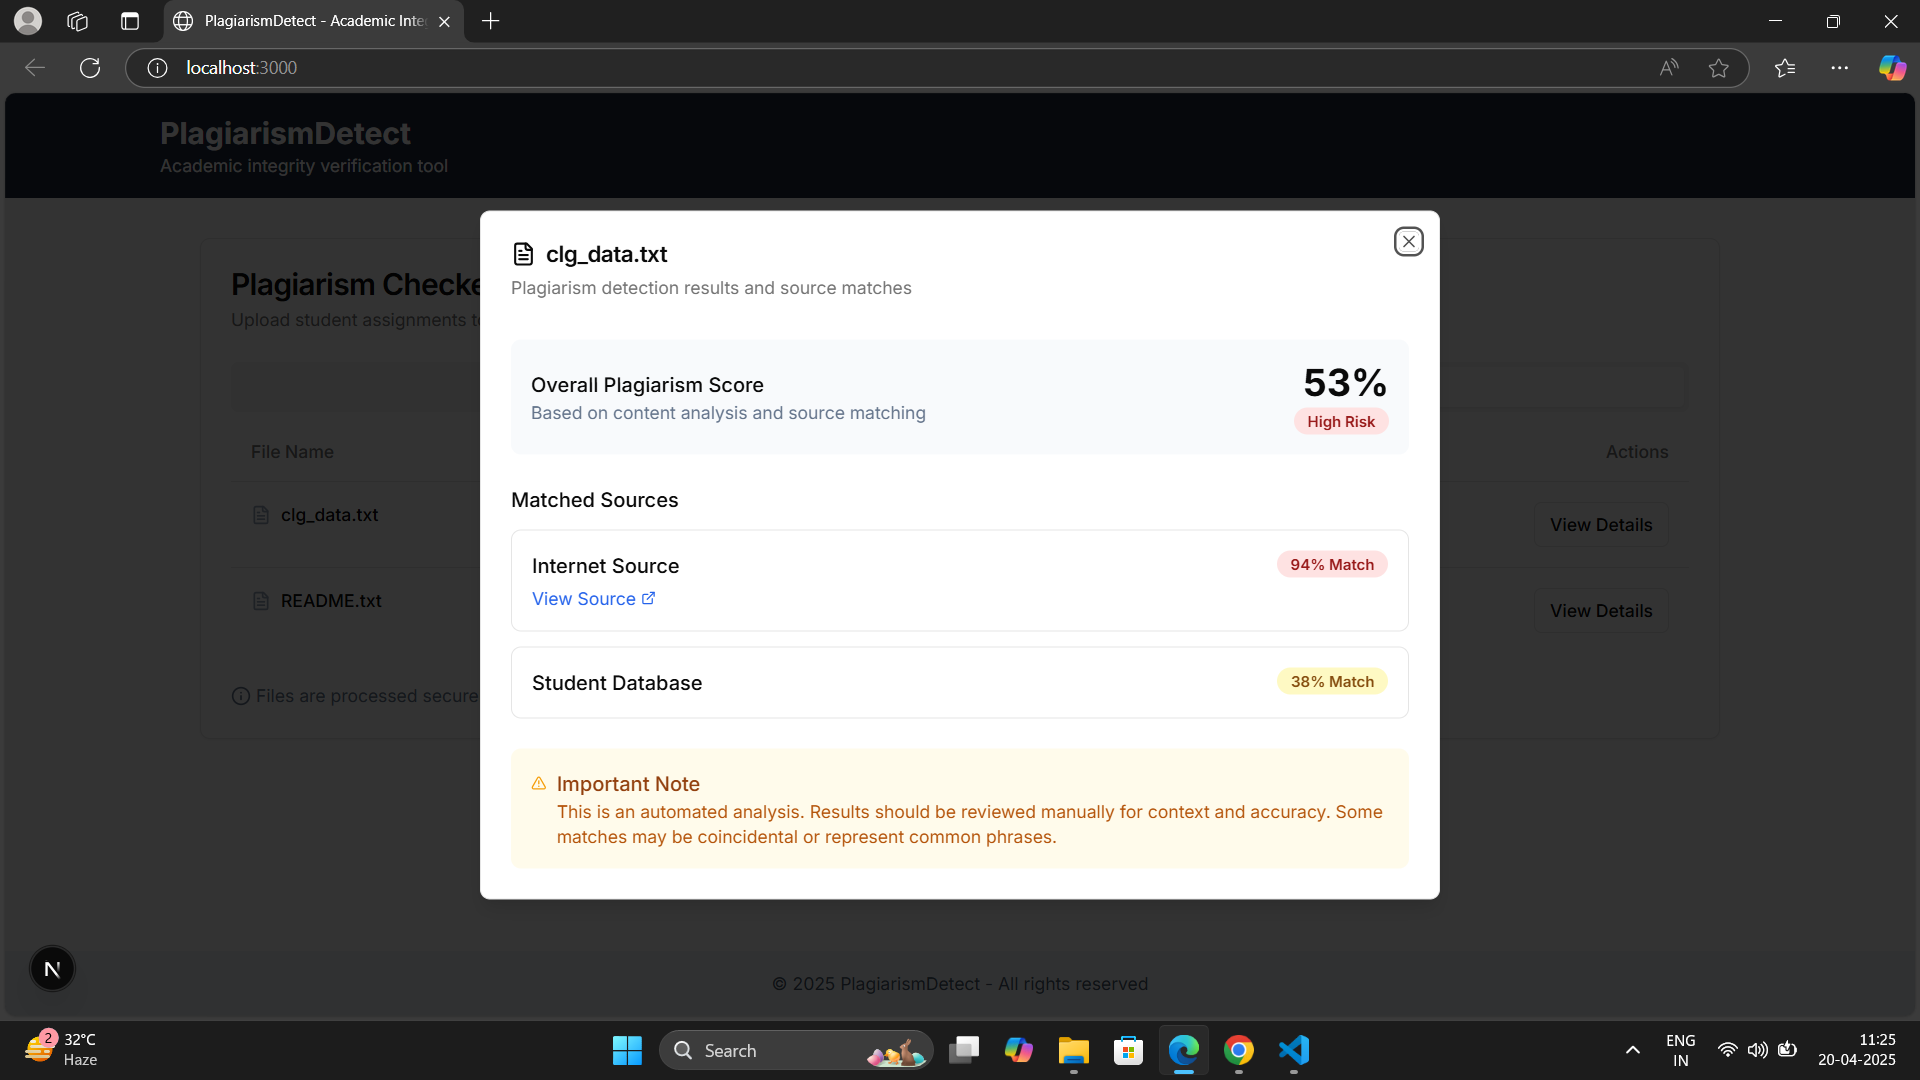 PlagiarismDetect - Academic Inte
localhost:3000
PlagiarismDetect
Academic integrity verification tool
Plagiarism Checke
Upload student assignments t
File Name
Actions
clg_data.txt
View Details
README.txt
View Details
Files are processed secure
clg_data.txt
Plagiarism detection results and source matches
Overall Plagiarism Score
53%
Based on content analysis and source matching
High Risk
Matched Sources
Internet Source
94% Match
View Source
Student Database
38% Match
Important Note
This is an automated analysis. Results should be reviewed manually for context and accuracy. Some
matches may be coincidental or represent common phrases.
N
© 2025 PlagiarismDetect - All rights reserved
2
32°C
Haze
Search
ENG
IN
11:25
20-04-2025